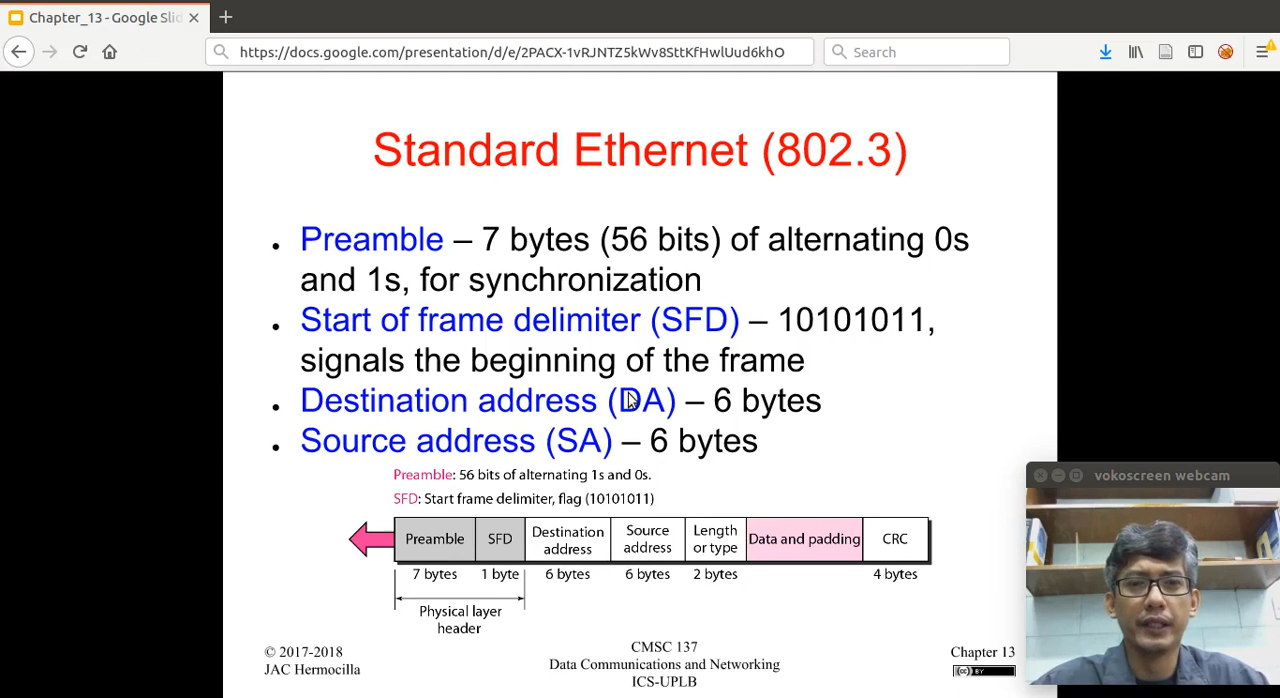 Chapter_13 - Google Slid
https://docs.google.com/presentation/d/e/2PACX-1vRJNTZ5kWv8SttKfHwlUud6khO
Search
Standard Ethernet (802.3)
• Preamble – 7 bytes (56 bits) of alternating 0s
and 1s, for synchronization
• Start of frame delimiter (SFD) – 10101011,
signals the beginning of the frame
• Destination address (DA) – 6 bytes
• Source address (SA) – 6 bytes
Preamble: 56 bits of alternating 1s and 0s.
SFD: Start frame delimiter, flag (10101011)
Preamble
SFD
Destination
address
Source
address
Length
or type
Data and padding
CRC
7 bytes
1 byte
6 bytes
6 bytes
2 bytes
4 bytes
Physical layer
header
vokoscreen webcam
© 2017-2018
JAC Hermocilla
CMSC 137
Data Communications and Networking
ICS-UPLB
Chapter 13
(cc) BY